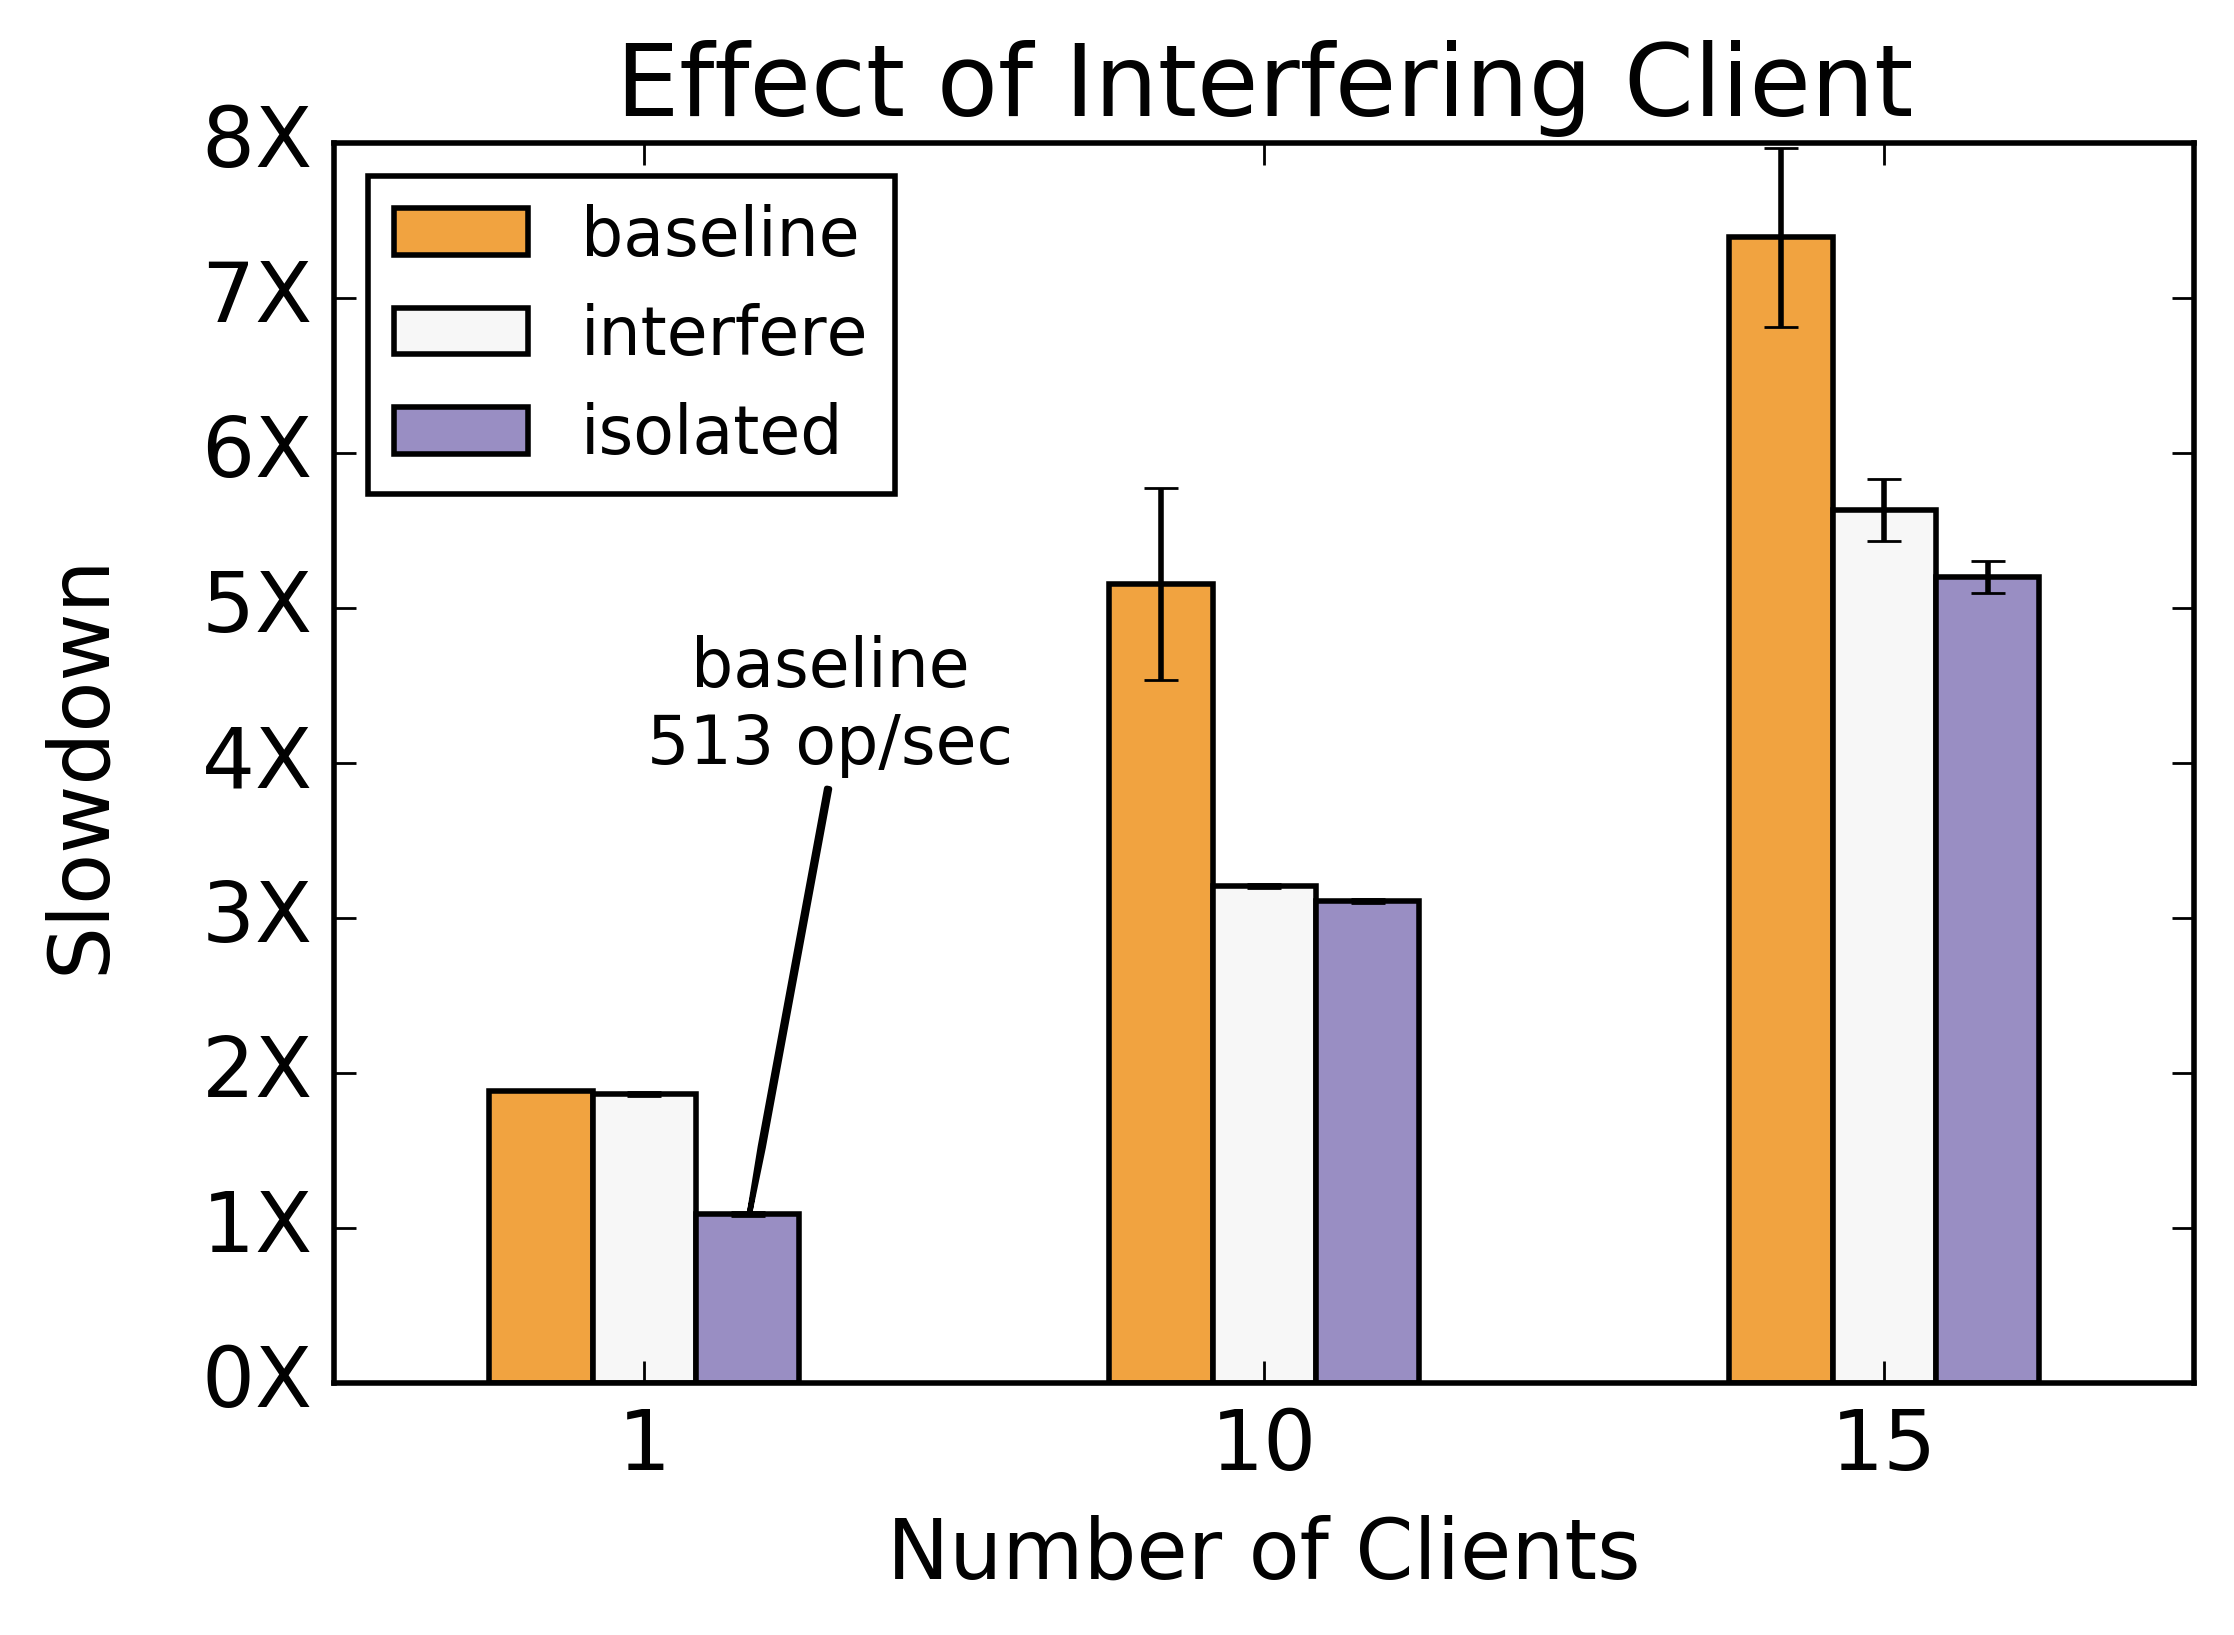 Effect of Interfering Client
8X
7X
6X
5X
4X
3X
2X
1X
0X
Slowdown
baseline
interfere
isolated
baseline
513 op/sec
1
10
15
Number of Clients